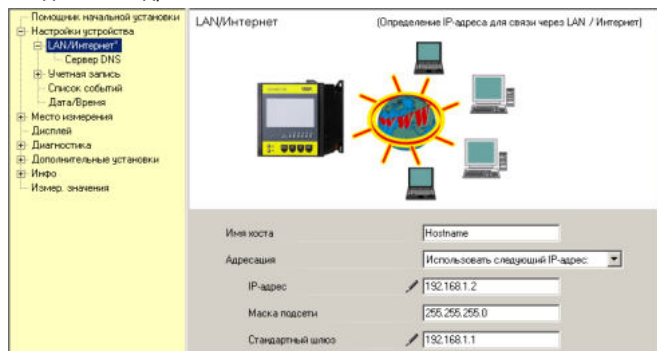 Помощник начальной установки
Настройки устройства
LAN/Интернет*
Сервер DNS
Учетная запись
Список событий
Дата/Время
Место измерения
Дисплей
Диагностика
Дополнительные установки
Инфо
Измер. значения
LAN/Интернет
(Определение IP-адреса для связи через LAN / Интернет)
WWW
Имя хоста
Hostname
Адресация
Использовать следующий IP-адрес:
IP-адрес
192.168.1.2
Маска подсети
255.255.255.0
Стандартный шлюз
192.168.1.1